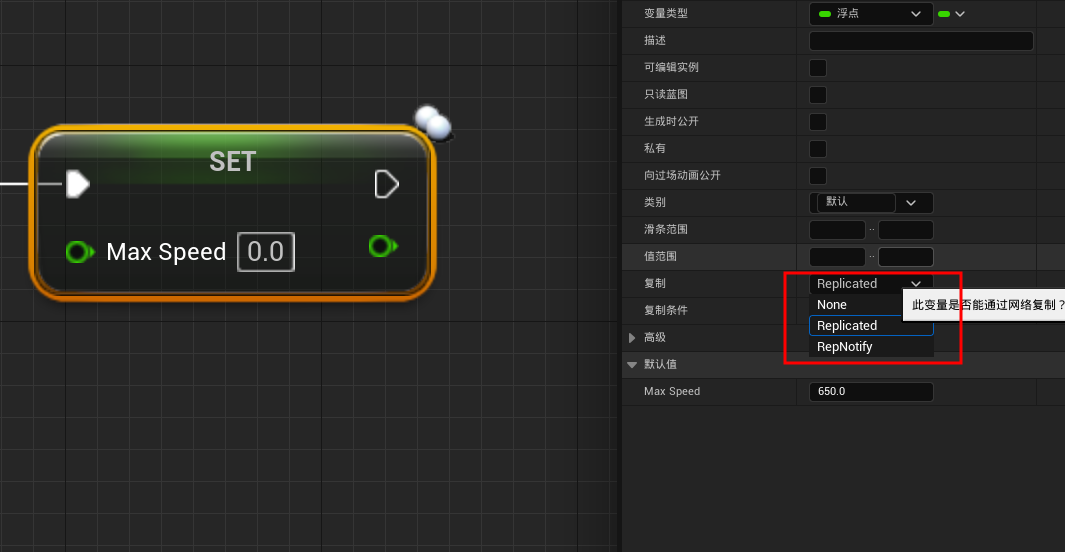 SET
Max Speed 0.0
变量类型 浮点
描述
可编辑实例
只读蓝图
生成时公开
私有
向过场动画公开
类别 默认
滑条范围 ..
值范围 ..
复制 Replicated
None
此变量是否能通过网络复制？
复制条件
Replicated
高级
RepNotify
默认值
Max Speed 650.0